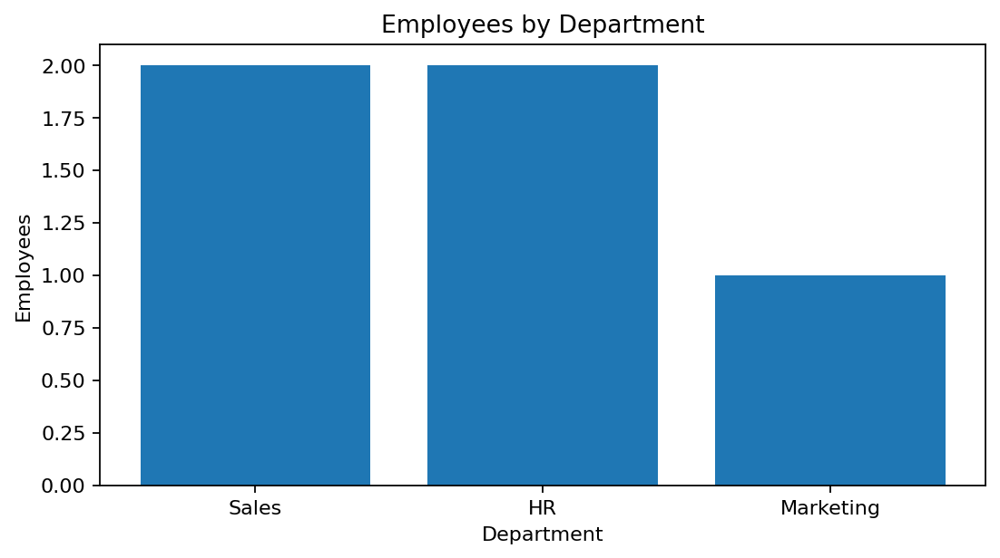 Employees by Department
Employees
2.00
1.75
1.50
1.25
1.00
0.75
0.50
0.25
0.00
Sales HR Marketing
Department